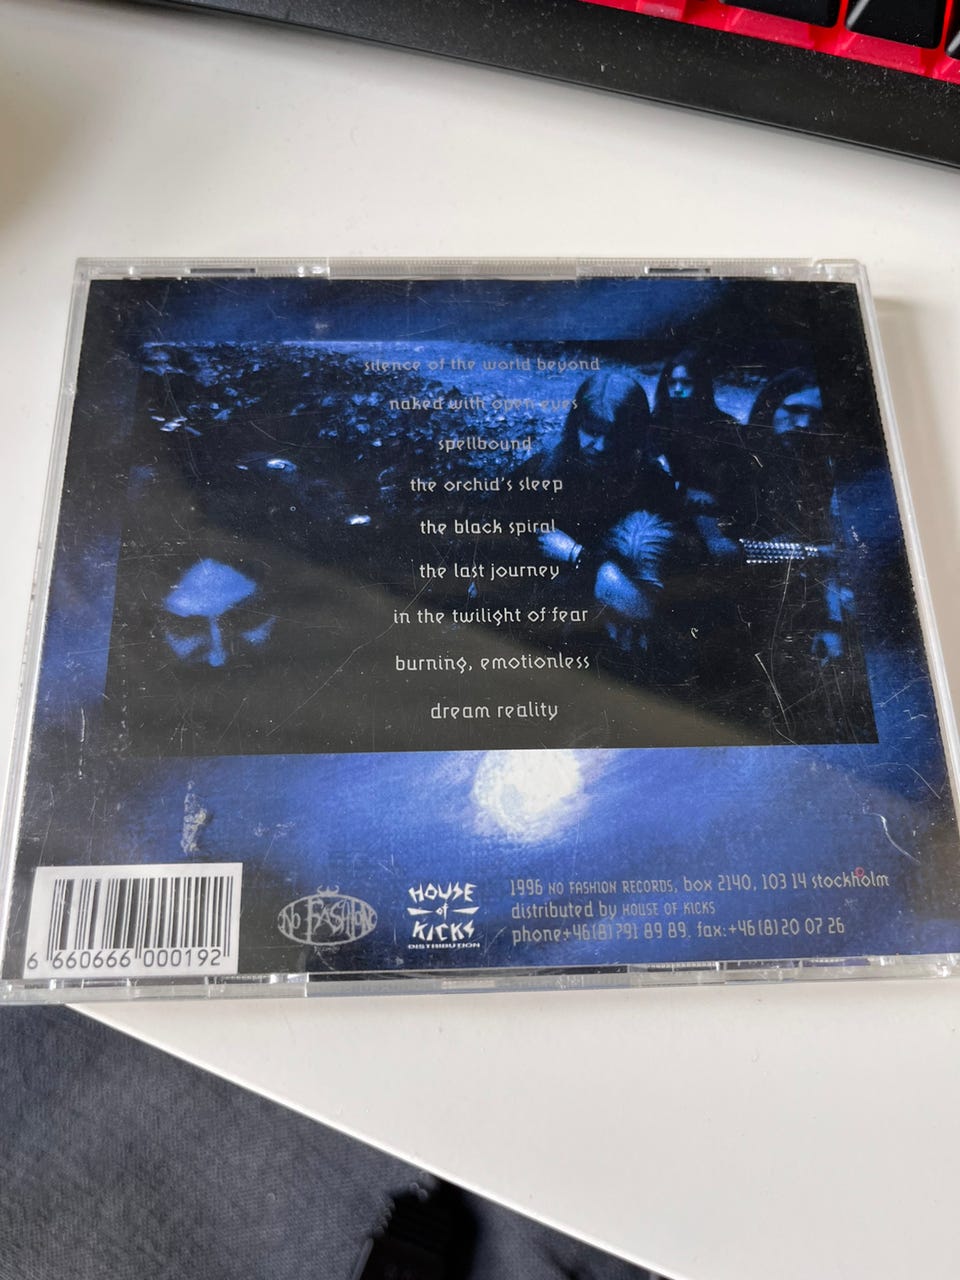 silence of the world beyond
naked with open eyes
spellbound
the orchid's sleep
the black spiral
the last journey
in the twilight of fear
burning, emotionless
dream reality
6 660666 000192
No FASHION
RECORDS
HOUSE
of
KICKS
DISTRIBUTION
1996 NO FASHION RECORDS, box 2140, 103 14 stockholm
distributed by HOUSE OF KICKS
phone:+46(8)791 89 89. fax:+46(8)20 07 26